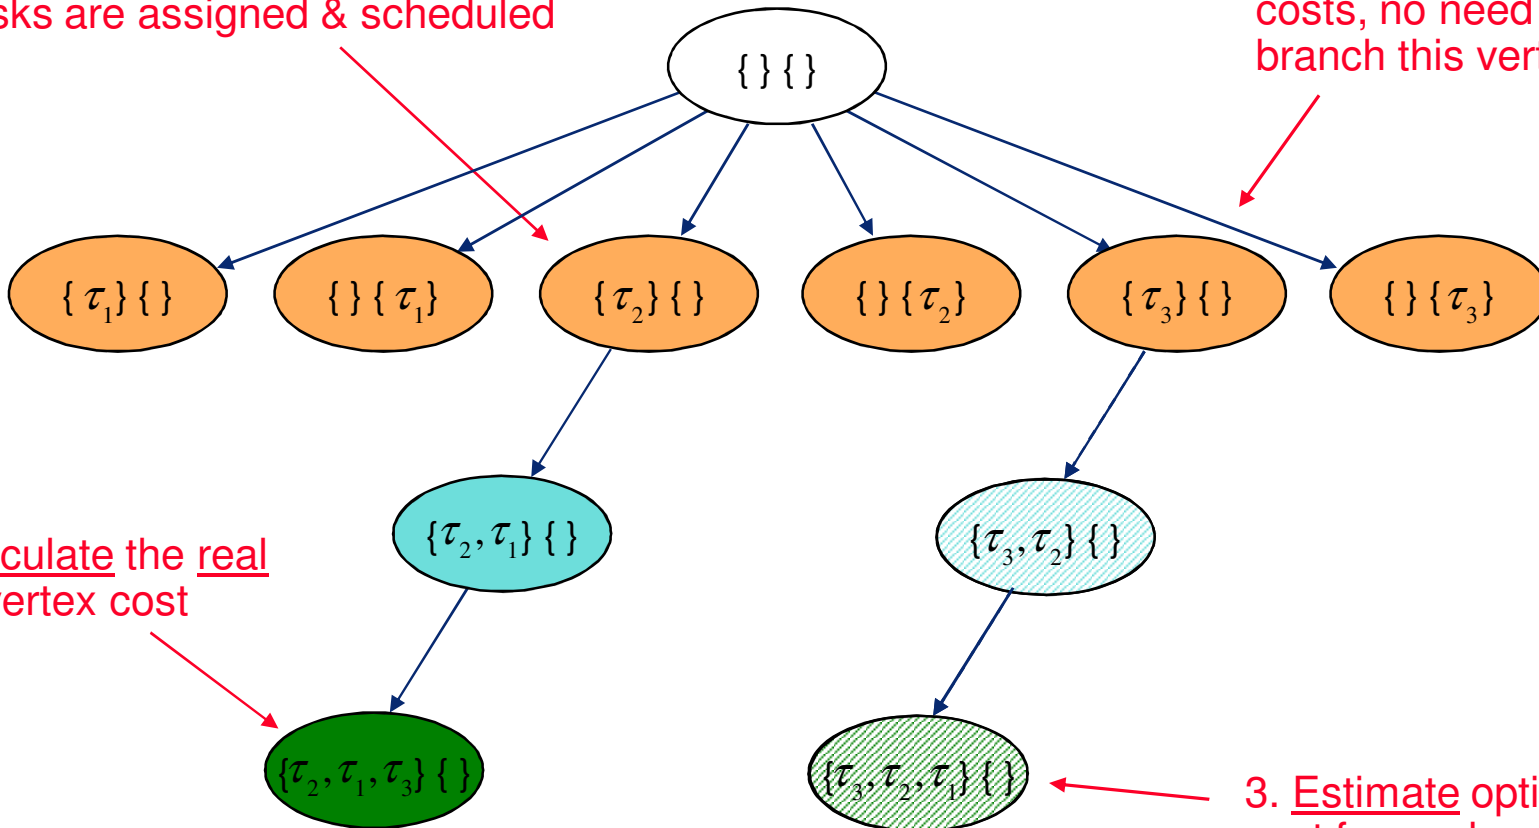 sks are assigned & scheduled
costs, no need
branch this vert
{ } { }
{ τ1} { }
{ } { τ1}
{ τ2} { }
{ } {τ2}
{ τ3} { }
{ } {τ3}
{τ2, τ1} { }
{τ3, τ2} { }
culate the real
vertex cost
{τ2, τ1, τ3} { }
{τ3, τ2, τ1} { }
3. Estimate opti